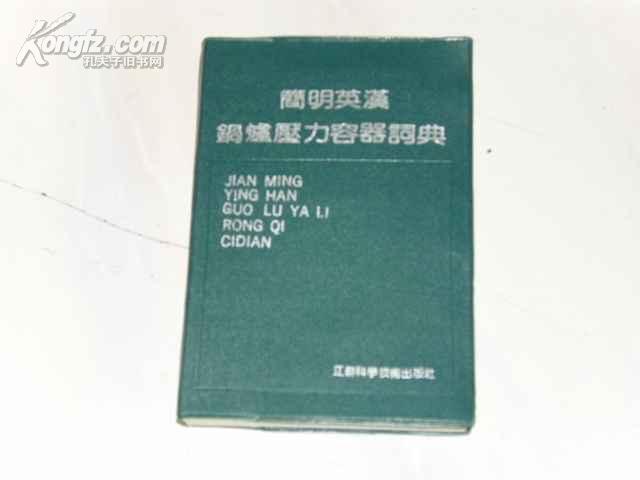 Kongfz.com
孔夫子旧书网
簡明英漢
鍋爐壓力容器詞典
JIAN MING
YING HAN
GUO LU YA LI
RONG QI
CIDIAN
江蘇科學技術出版社